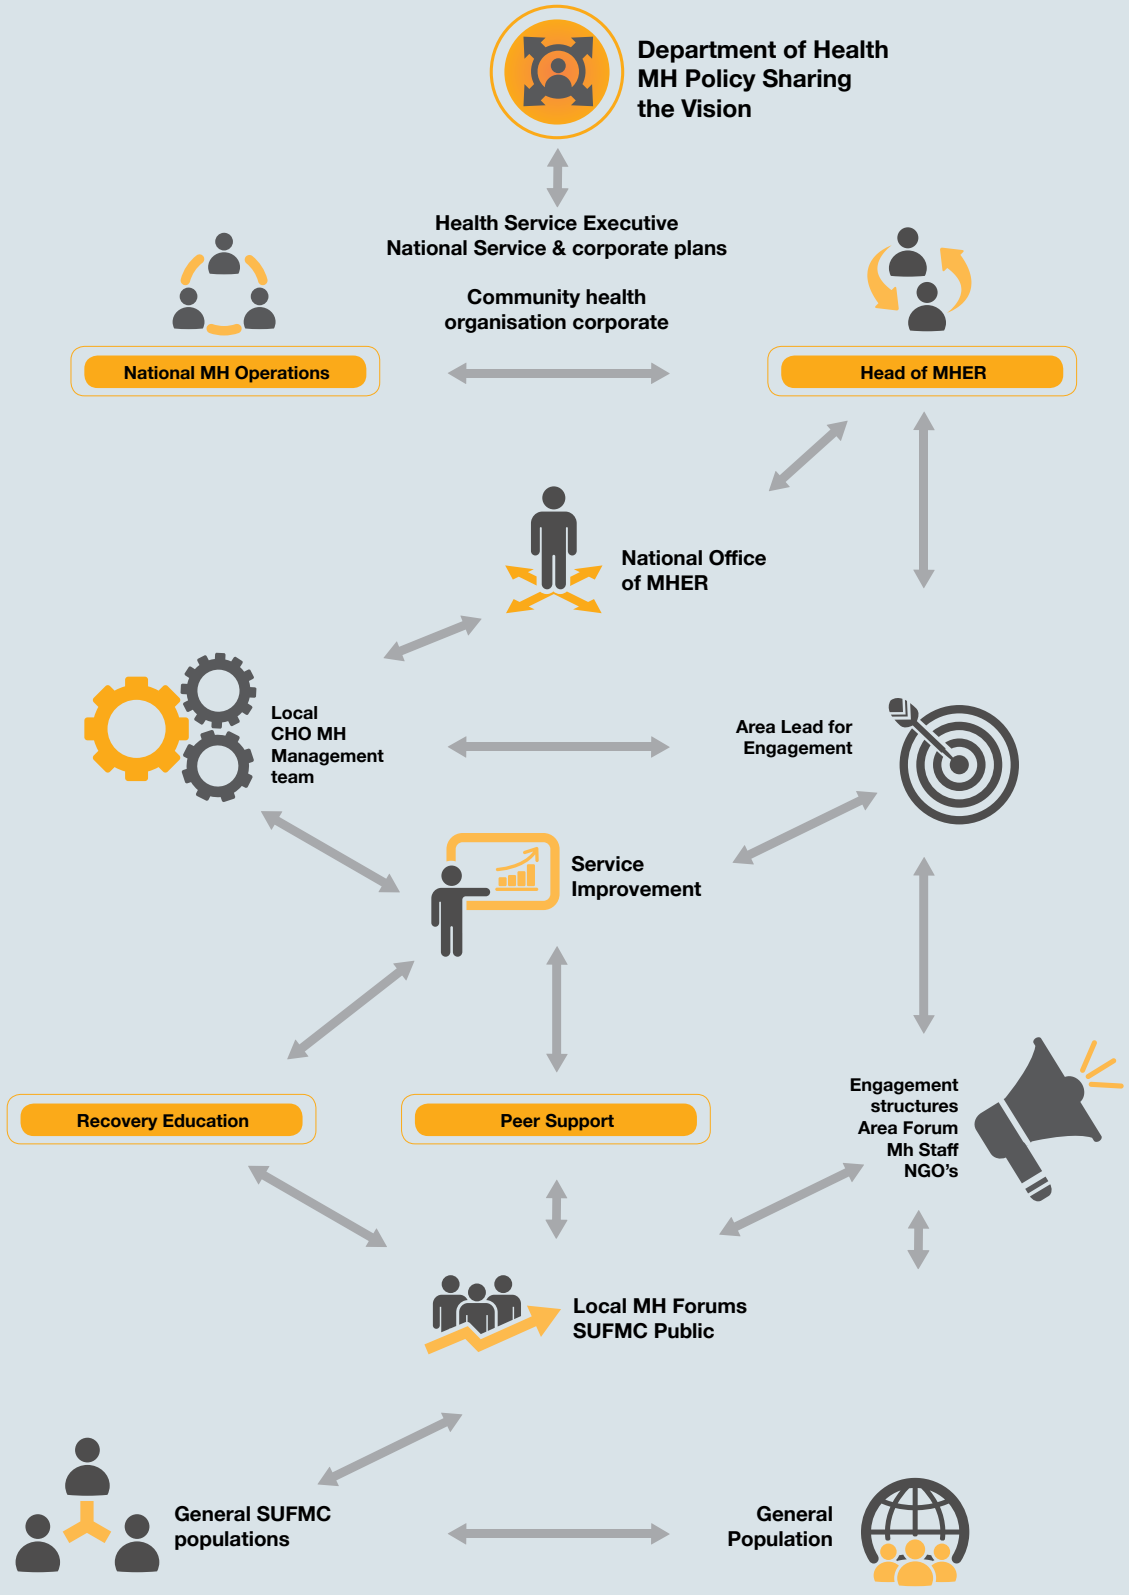 Department of Health
MH Policy Sharing
the Vision
Health Service Executive
National Service & corporate plans
Community health
organisation corporate
National MH Operations
Head of MHER
National Office
of MHER
Local
CHO MH
Management
team
Area Lead for
Engagement
Service
Improvement
Recovery Education
Peer Support
Engagement
structures
Area Forum
Mh Staff
NGO’s
Local MH Forums
SUFMC Public
General SUFMC
populations
General
Population